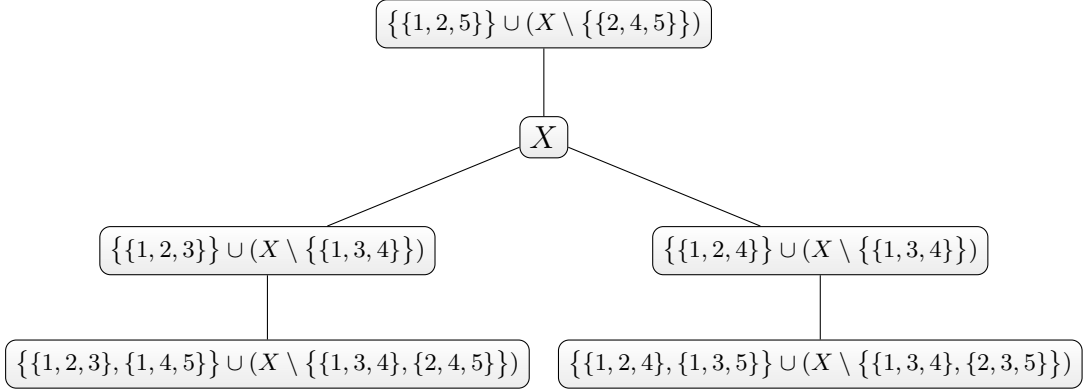 {{1, 2, 5}} ∪ (X \ {{2, 4, 5}})
X
{{1, 2, 3}} ∪ (X \ {{1, 3, 4}})
{{1, 2, 4}} ∪ (X \ {{1, 3, 4}})
{{1, 2, 3}, {1, 4, 5}} ∪ (X \ {{1, 3, 4}, {2, 4, 5}})
{{1, 2, 4}, {1, 3, 5}} ∪ (X \ {{1, 3, 4}, {2, 3, 5}})